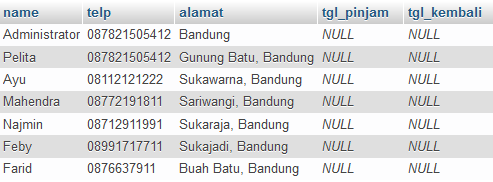 name telp alamat tgl_pinjam tgl_kembali
Administrator 087821505412 Bandung NULL NULL
Pelita 087821505412 Gunung Batu, Bandung NULL NULL
Ayu 08112121222 Sukawarna, Bandung NULL NULL
Mahendra 08772191811 Sariwangi, Bandung NULL NULL
Najmin 08712911991 Sukaraja, Bandung NULL NULL
Feby 08991717711 Sukajadi, Bandung NULL NULL
Farid 0876637911 Buah Batu, Bandung NULL NULL